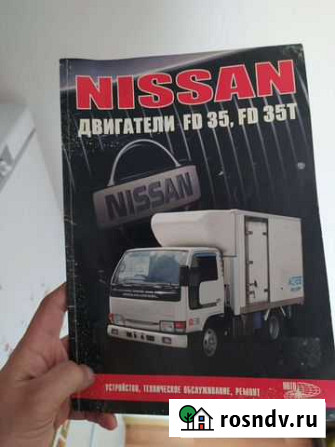 NISSAN
ДВИГАТЕЛИ FD 35, FD 35T
NISSAN
УСТРОЙСТВО, ТЕХНИЧЕСКОЕ ОБСЛУЖИВАНИЕ, РЕМОНТ
rosndv.ru